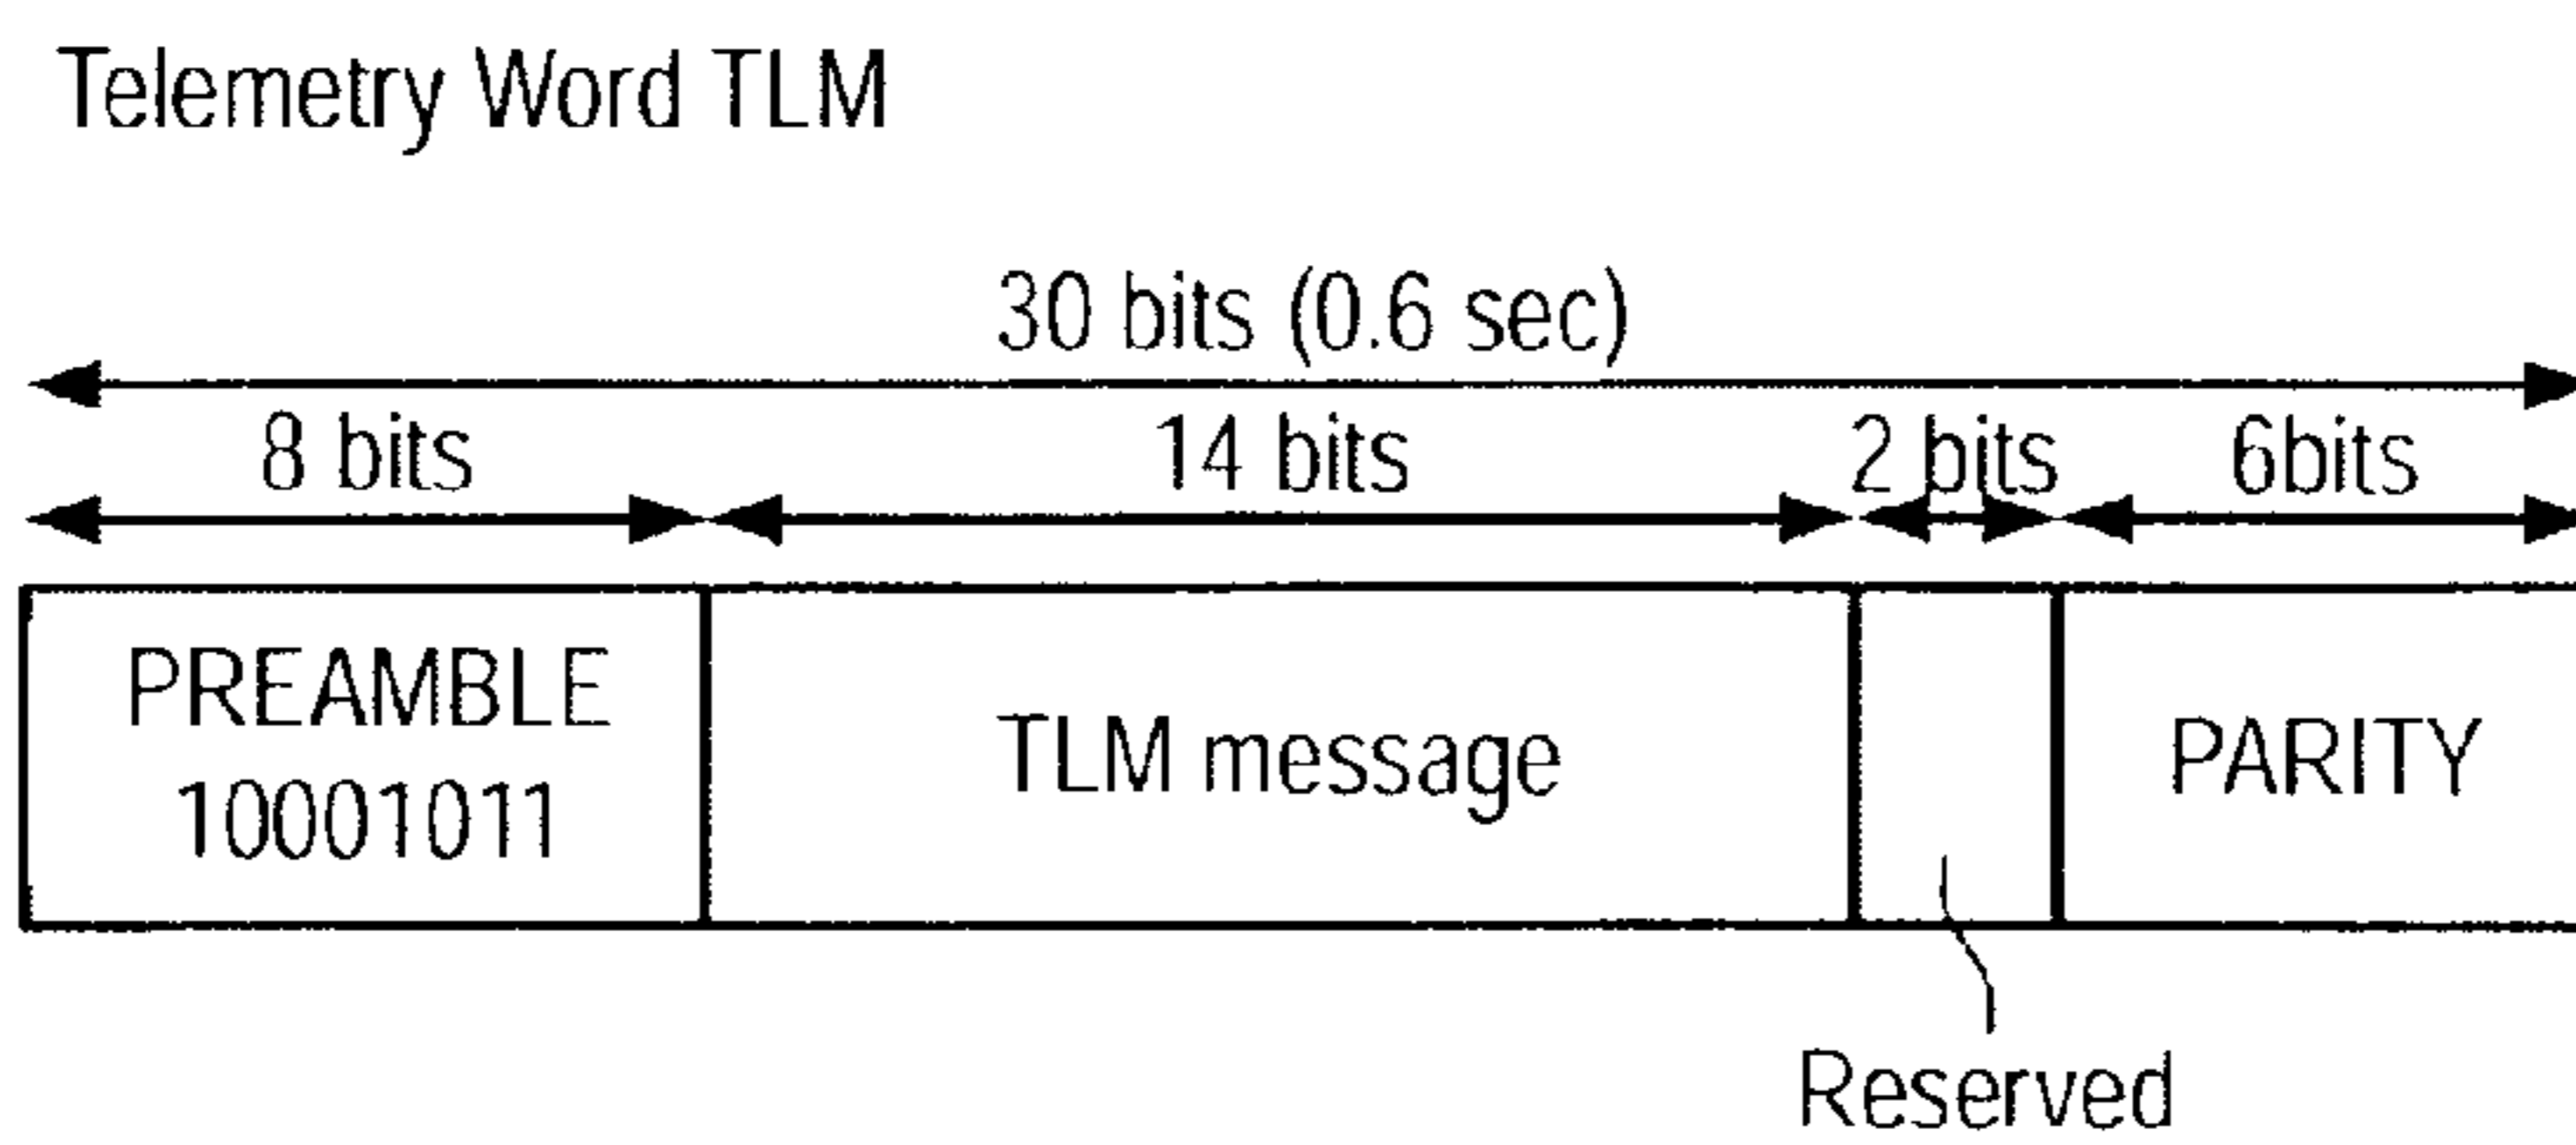 Telemetry Word TLM
30 bits (0.6 sec)
8 bits 14 bits 2 bits 6bits
PREAMBLE
10001011
TLM message
PARITY
Reserved